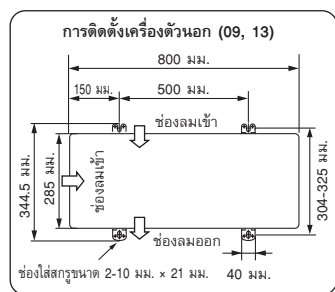 การติดตั้งเครื่องตัวนอก (09, 13)
800 มม.
150 มม.
500 มม.
ช่องลมเข้า
344.5 มม.
285 มม.
ช่องลมเข้า
304-325 มม.
ช่องลมออก
ช่องใส่สกรูขนาด 2-10 มม. × 21 มม.
40 มม.